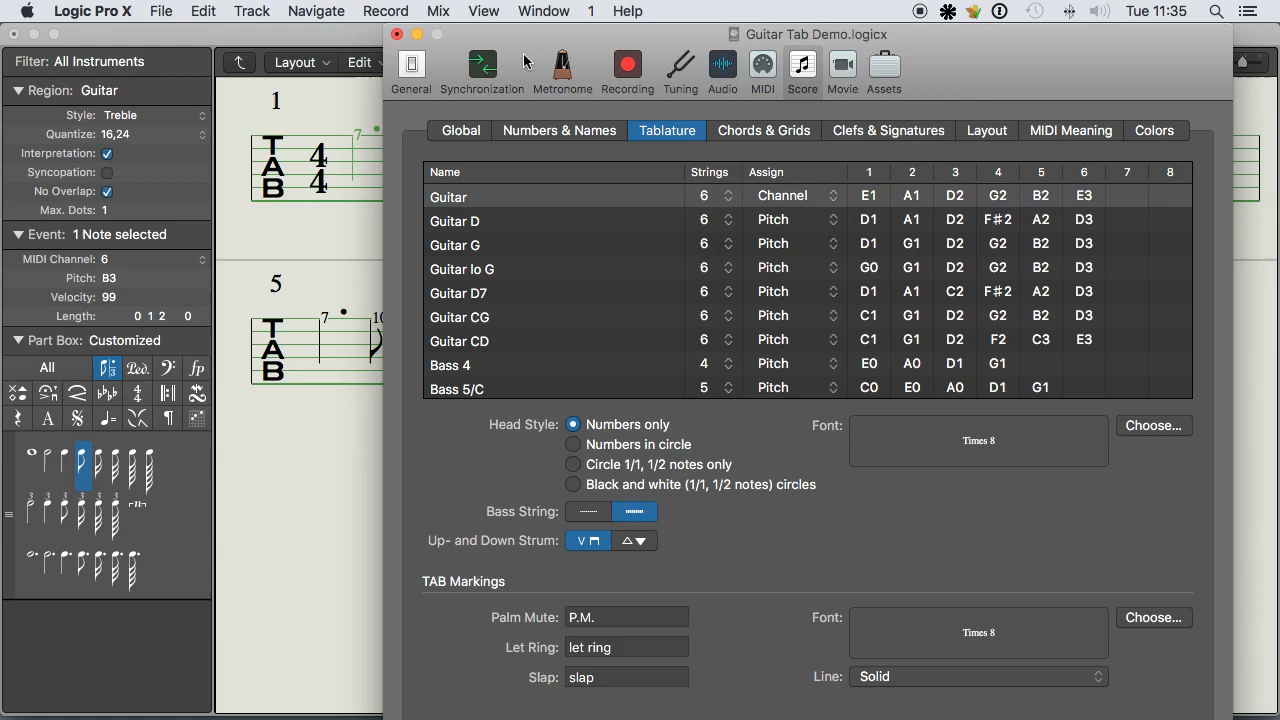 Logic Pro X File Edit Track Navigate Record Mix View Window 1 Help Tue 11:35
Guitar Tab Demo.logicx
Filter: All Instruments
Layout Edit
General Synchronization Metronome Recording Tuning Audio MIDI Score Movie Assets
Region: Guitar
Style: Treble
Quantize: 16,24
Interpretation:
Syncopation:
No Overlap:
Max. Dots: 1
Event: 1 Note selected
MIDI Channel: 6
Pitch: B3
Velocity: 99
Length: 0 1 2 0
Part Box: Customized
All
1
7
TAB
4
4
5
7 10
TAB
Global Numbers & Names Tablature Chords & Grids Clefs & Signatures Layout MIDI Meaning Colors
Name Strings Assign 1 2 3 4 5 6 7 8
Guitar 6 Channel E1 A1 D2 G2 B2 E3
Guitar D 6 Pitch D1 A1 D2 F#2 A2 D3
Guitar G 6 Pitch D1 G1 D2 G2 B2 D3
Guitar lo G 6 Pitch G0 G1 D2 G2 B2 D3
Guitar D7 6 Pitch D1 A1 C2 F#2 A2 D3
Guitar CG 6 Pitch C1 G1 D2 G2 B2 D3
Guitar CD 6 Pitch C1 G1 D2 F2 C3 E3
Bass 4 4 Pitch E0 A0 D1 G1
Bass 5/C 5 Pitch C0 E0 A0 D1 G1
Head Style: Numbers only
Numbers in circle
Circle 1/1, 1/2 notes only
Black and white (1/1, 1/2 notes) circles
Font: Times 8 Choose...
Bass String:
Up- and Down Strum: V
TAB Markings
Palm Mute: P.M.
Let Ring: let ring
Slap: slap
Font: Times 8 Choose...
Line: Solid